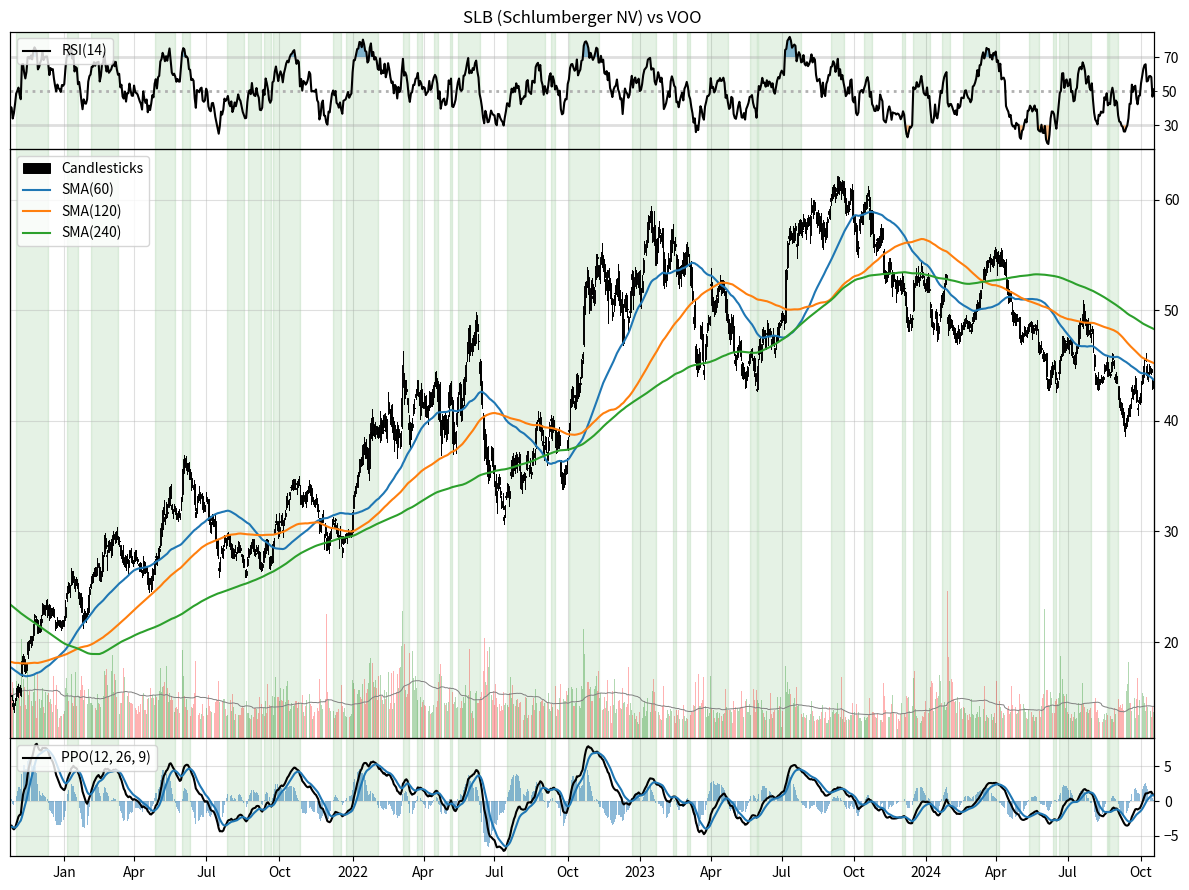 SLB (Schlumberger NV) vs VOO
RSI(14)
70
50
30
Candlesticks
SMA(60)
SMA(120)
SMA(240)
60
50
40
30
20
PPO(12, 26, 9)
5
0
−5
Jan Apr Jul Oct 2022 Apr Jul Oct 2023 Apr Jul Oct 2024 Apr Jul Oct